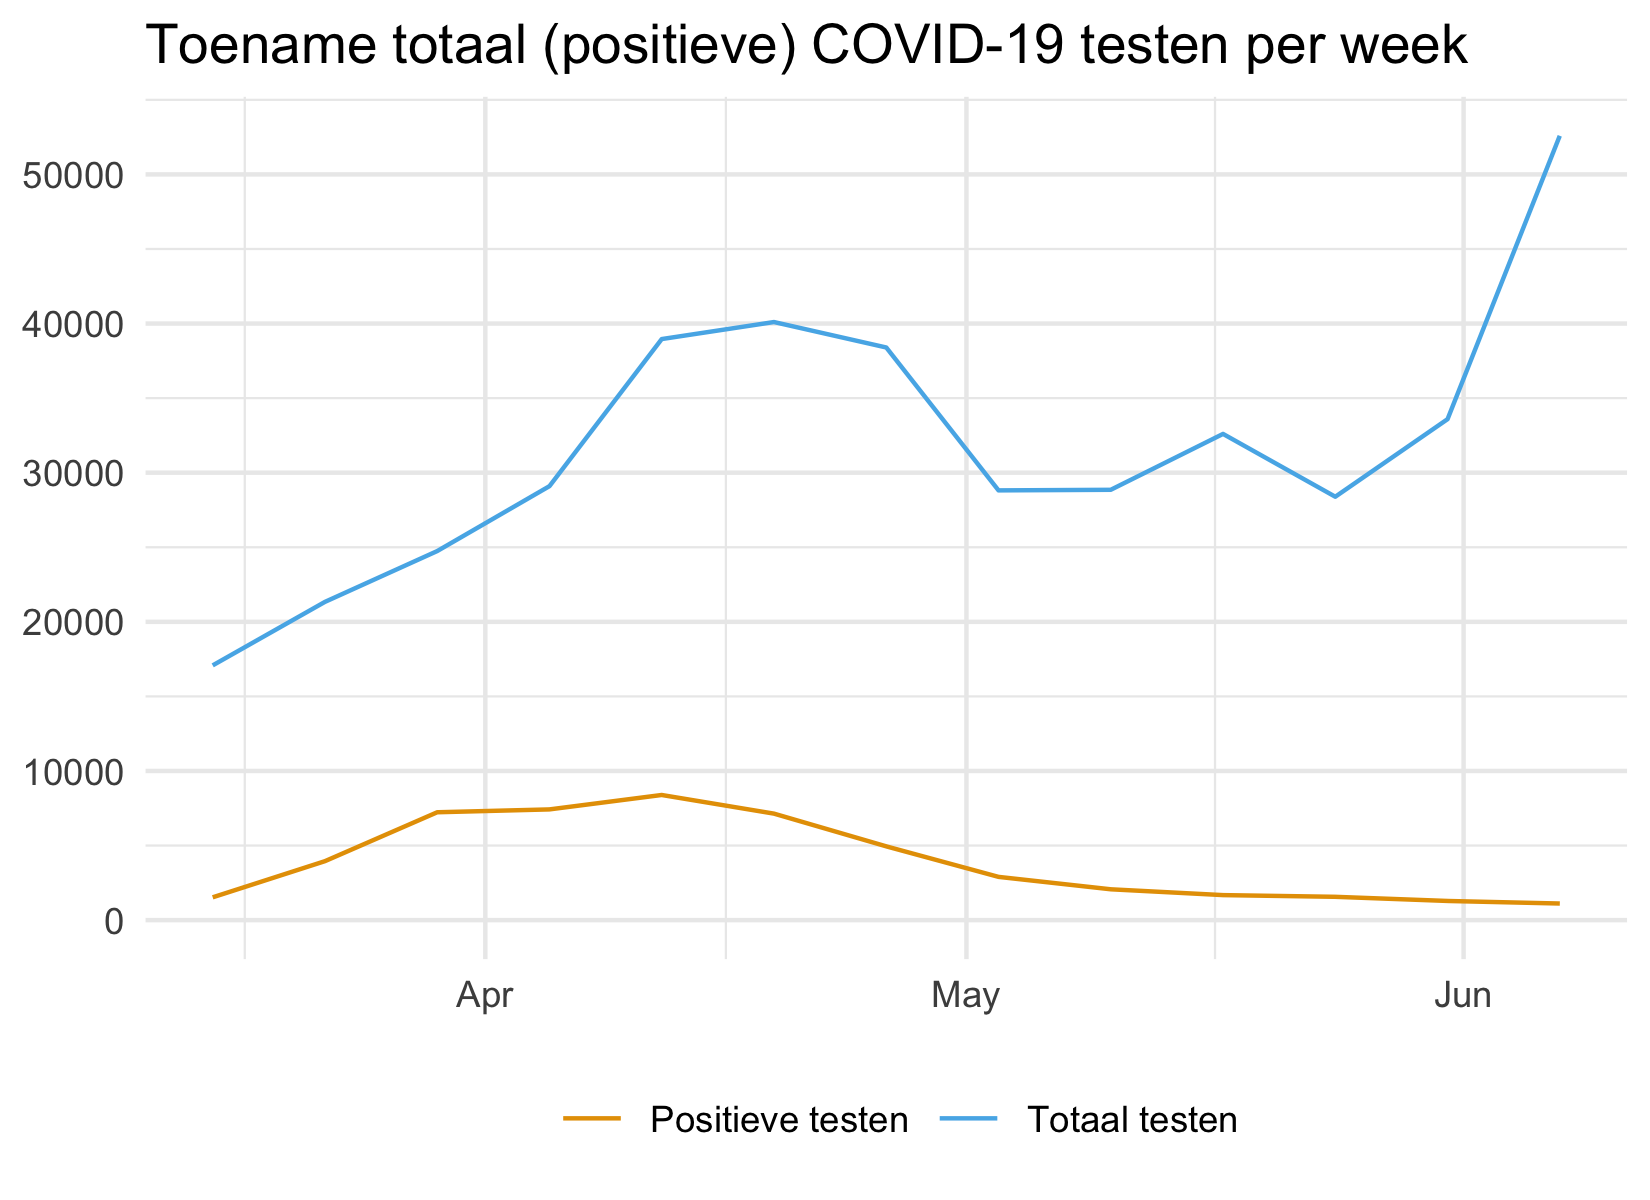 Toename totaal (positieve) COVID-19 testen per week
50000
40000
30000
20000
10000
0
Apr May Jun
Positieve testen Totaal testen